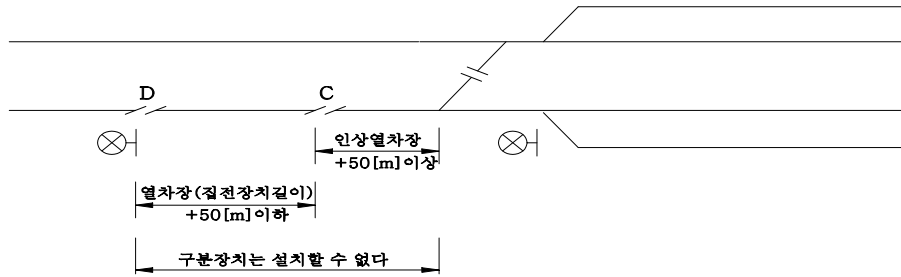 D
C
인상열차장
+50[m]이상
열차장(집전장치길이)
+50[m]이하
구분장치는 설치할 수 없다